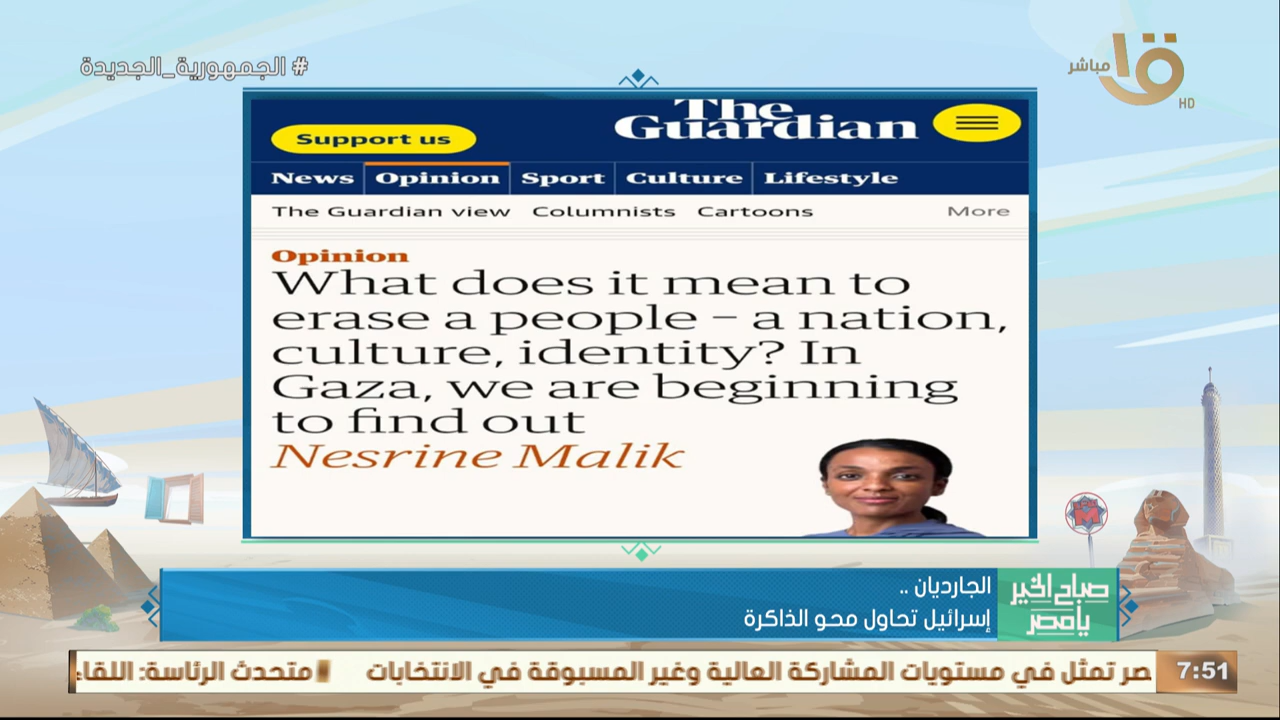 # الجمهورية_الجديدة
مباشر
HD
The Guardian
Support us
News Opinion Sport Culture Lifestyle
The Guardian view Columnists Cartoons More
Opinion
What does it mean to
erase a people – a nation,
culture, identity? In
Gaza, we are beginning
to find out
Nesrine Malik
M
صباح الخير
يا مصر
الجارديان ..
إسرائيل تحاول محو الذاكرة
صر تمثل في مستويات المشاركة العالية وغير المسبوقة في الانتخابات متحدث الرئاسة: اللقاء
7:51